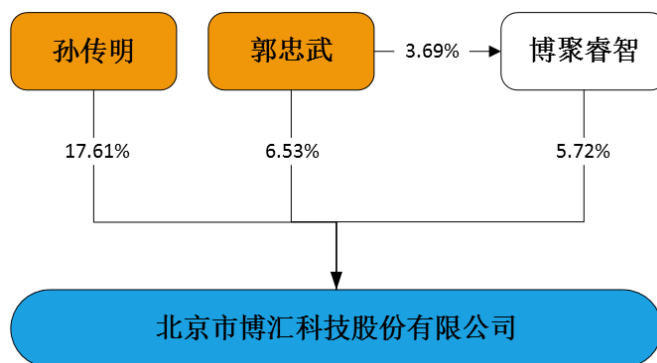 孙传明
郭忠武
3.69%
博聚睿智
17.61%
6.53%
5.72%
北京市博汇科技股份有限公司